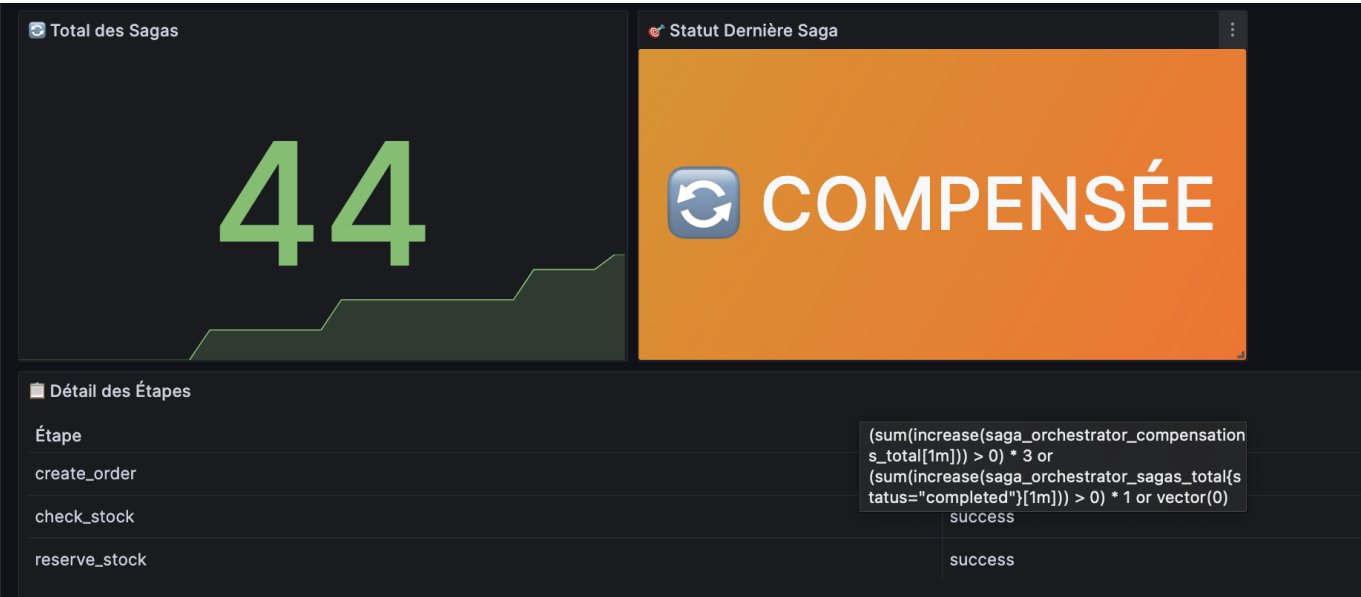 🔄 Total des Sagas
🎯 Statut Dernière Saga
44
🔄 COMPENSÉE
📋 Détail des Étapes
Étape
(sum(increase(saga_orchestrator_compensation
s_total[1m])) > 0) * 3 or
(sum(increase(saga_orchestrator_sagas_total{s
tatus="completed"}[1m])) > 0) * 1 or vector(0)
create_order
check_stock
success
reserve_stock
success